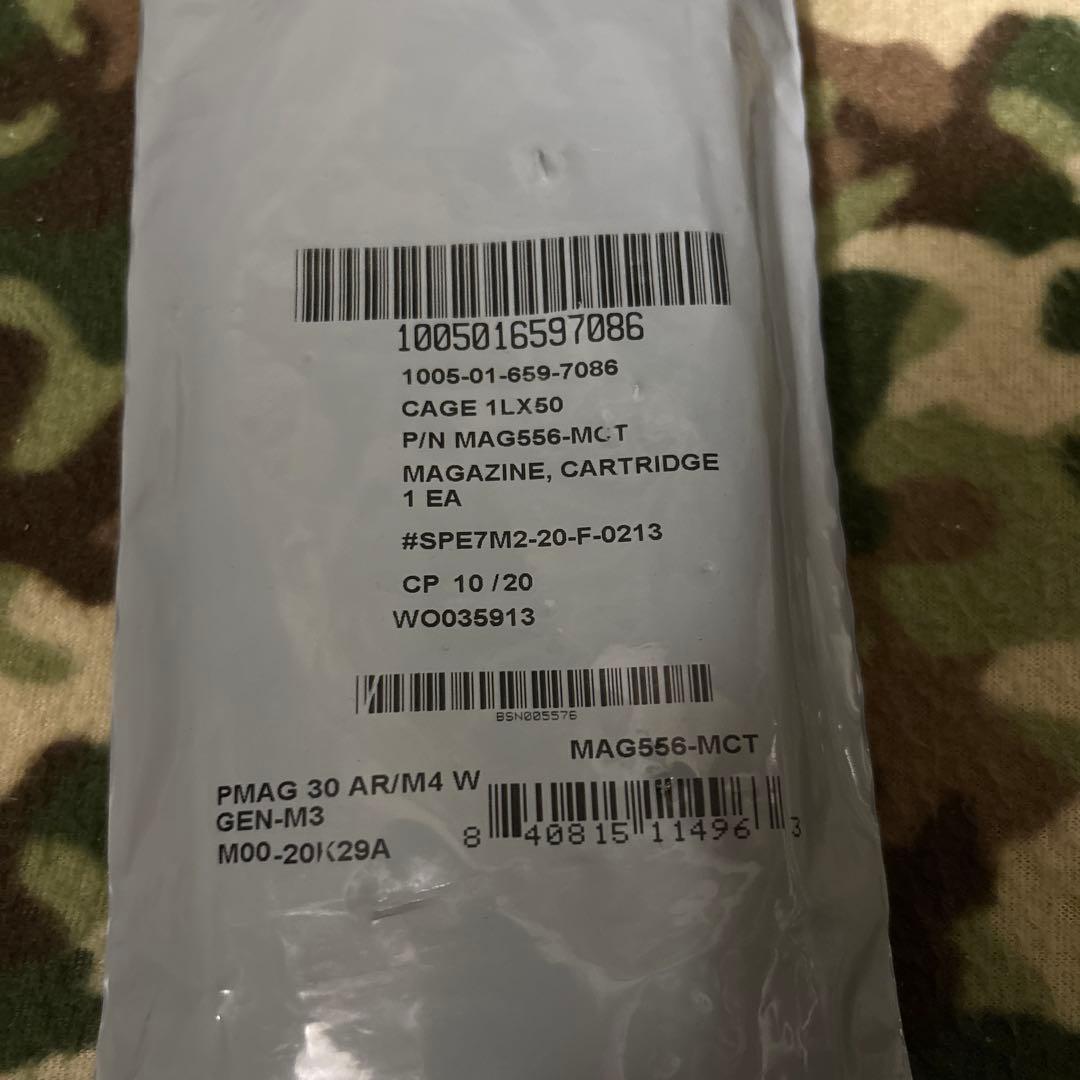 1005016597086
1005-01-659-7086
CAGE 1LX50
P/N MAG556-MCT
MAGAZINE, CARTRIDGE
1 EA
#SPE7M2-20-F-0213
CP 10 /20
WO035913
BSN005576
MAG556-MCT
PMAG 30 AR/M4 W
GEN-M3
M00-20K29A
8 40815 11496 3